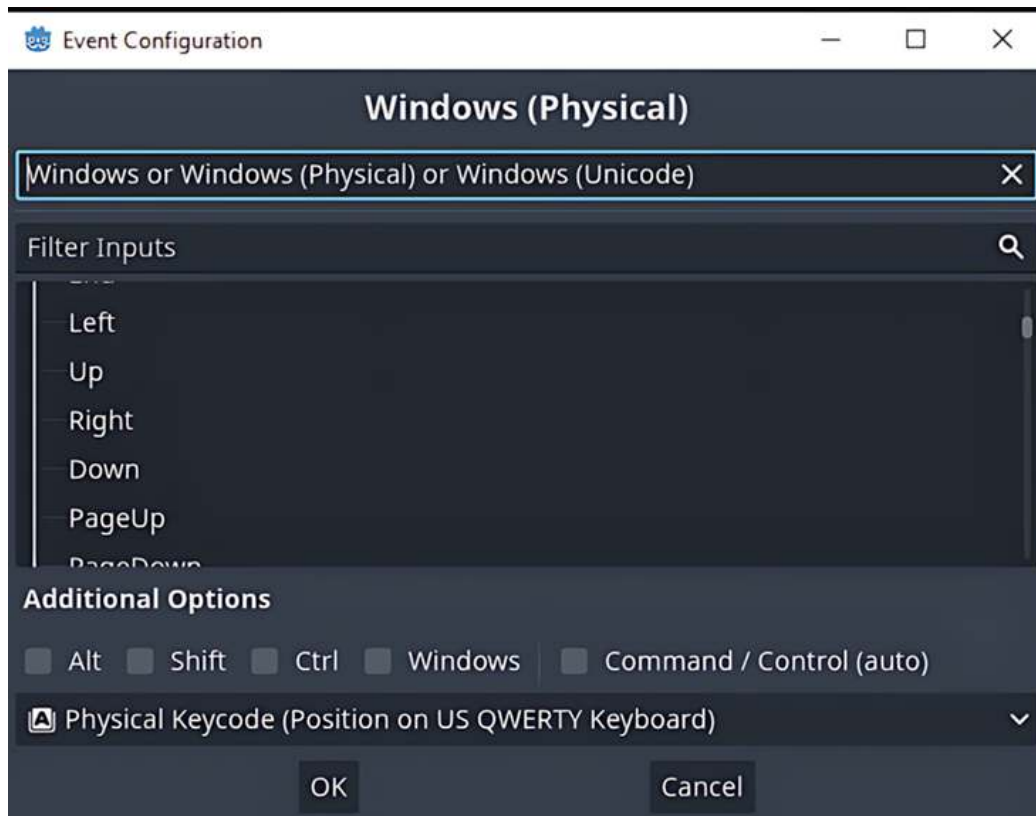 Event Configuration
Windows (Physical)
Windows or Windows (Physical) or Windows (Unicode)
Filter Inputs
Left
Up
Right
Down
PageUp
PageDown
Additional Options
Alt Shift Ctrl Windows Command / Control (auto)
Physical Keycode (Position on US QWERTY Keyboard)
OK Cancel